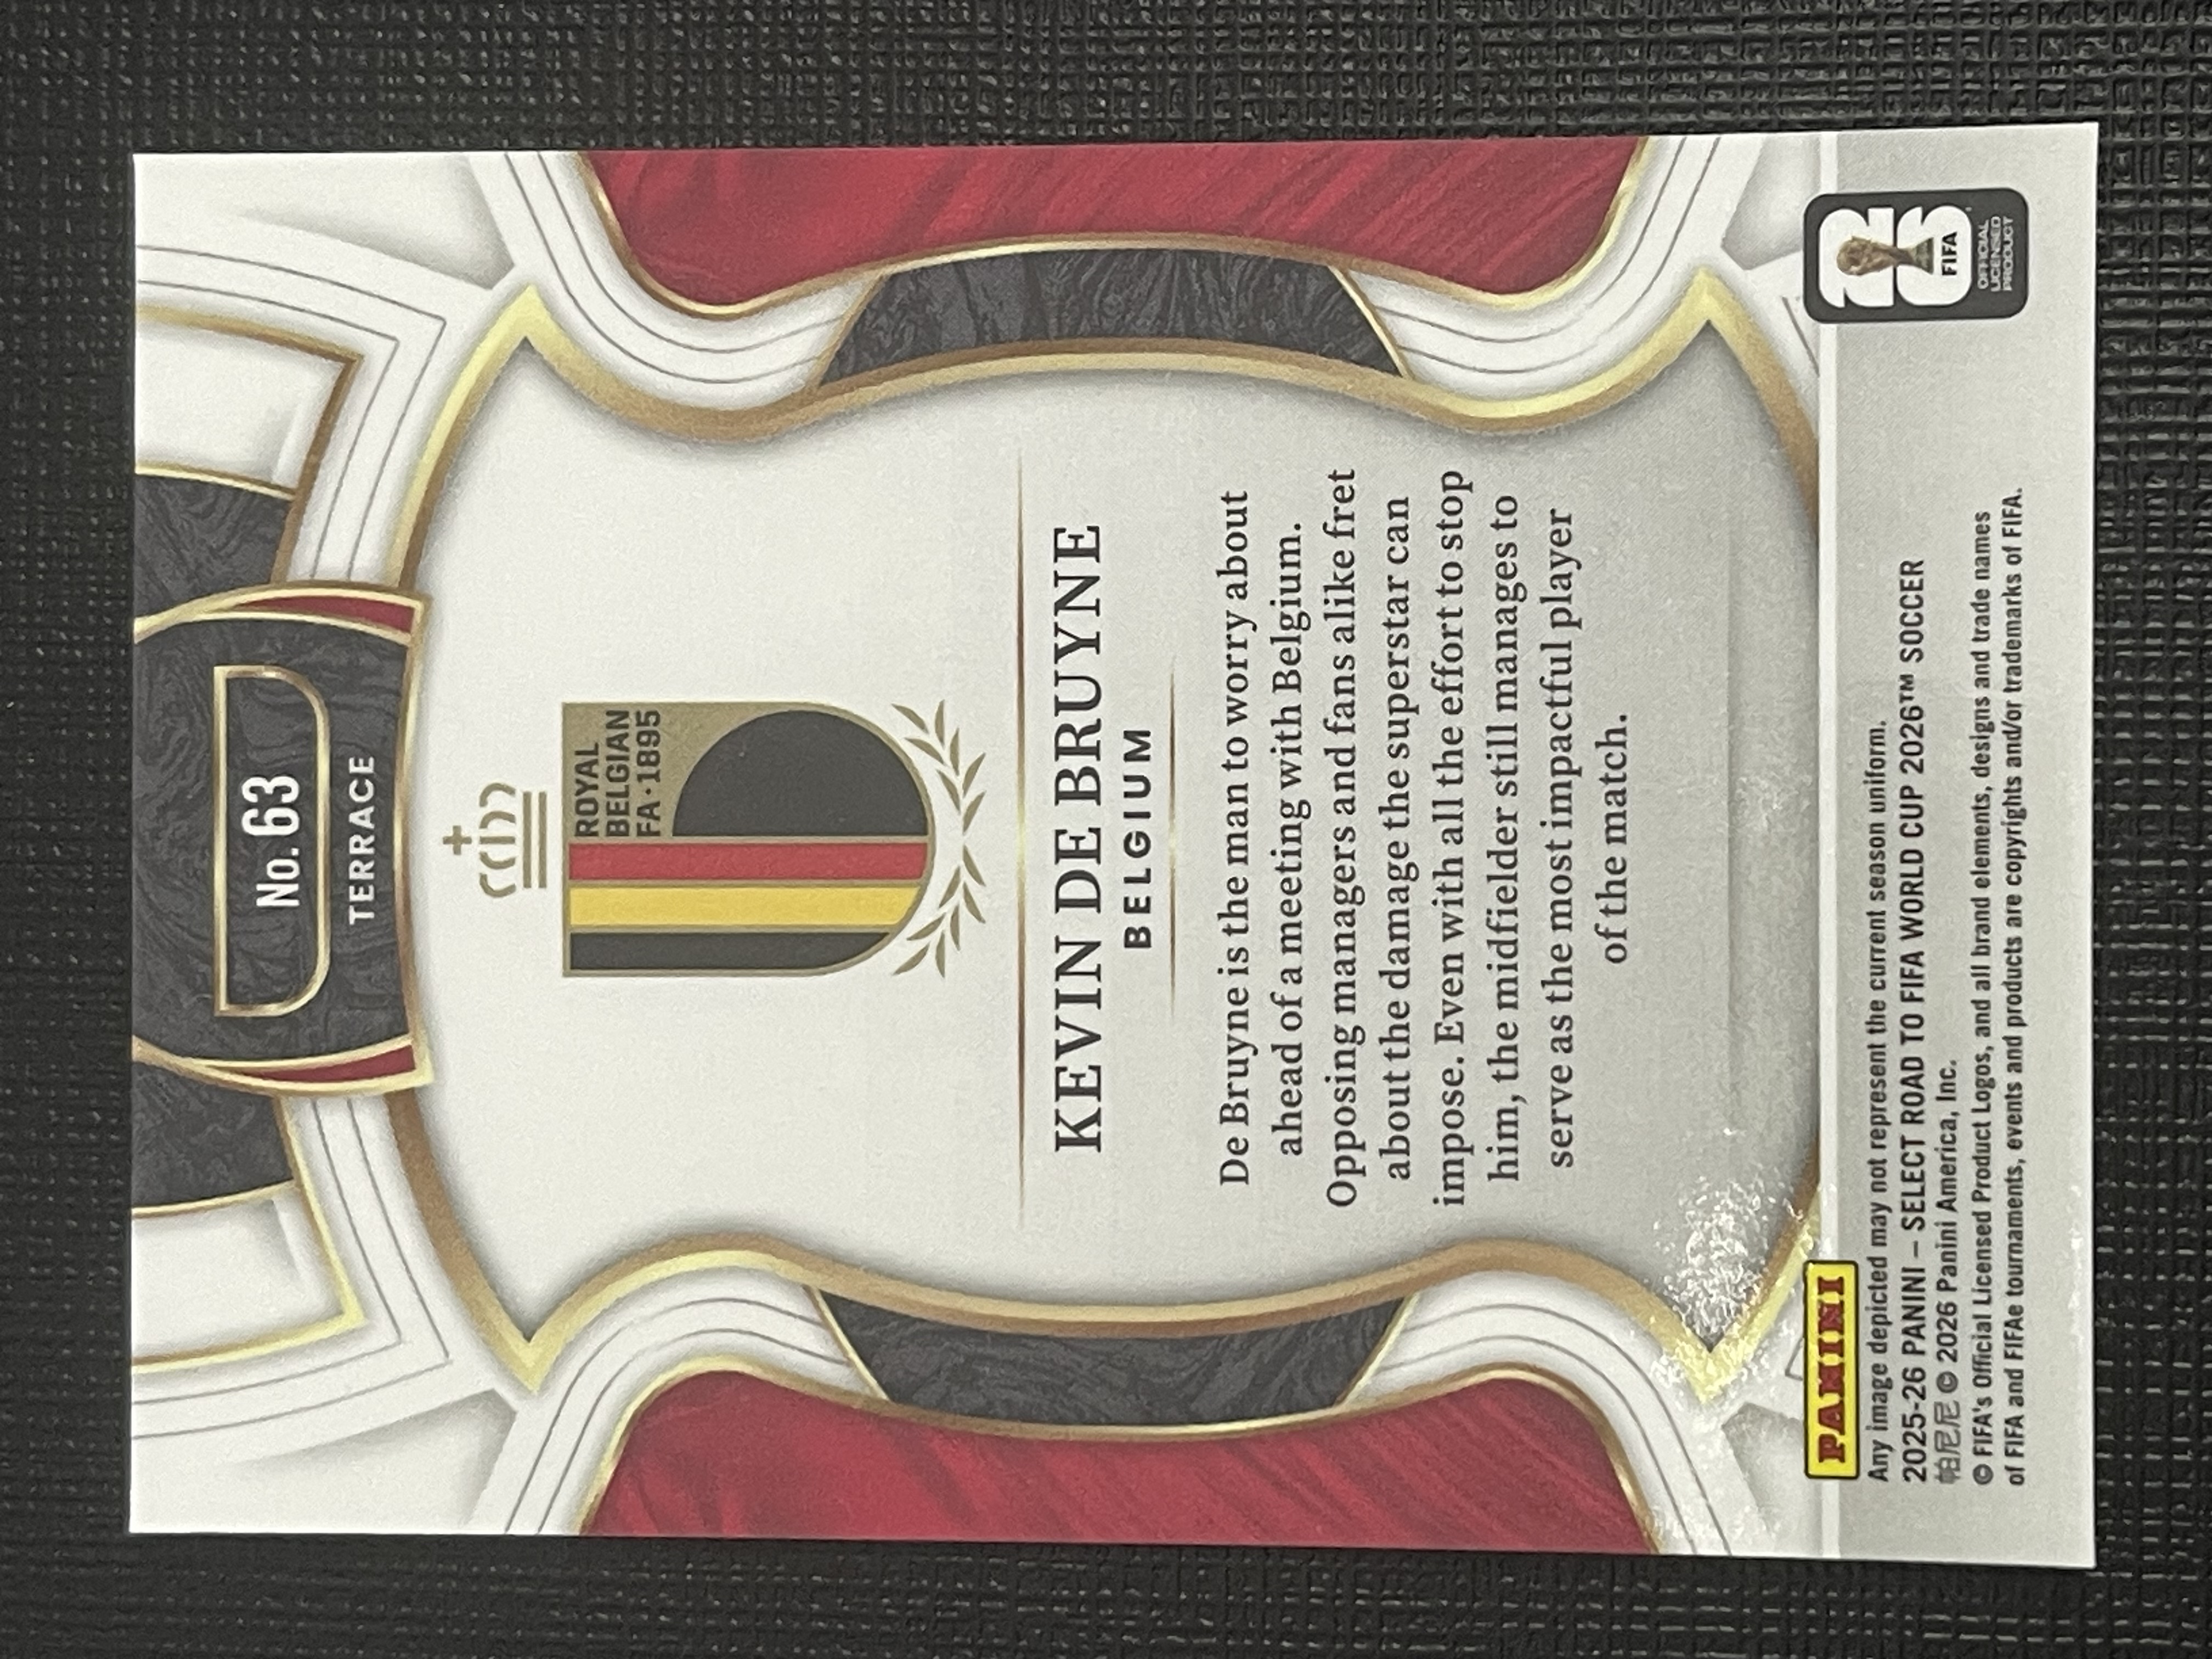 No. 63
TERRACE
ROYAL
BELGIAN
FA·1895
KEVIN DE BRUYNE
BELGIUM
De Bruyne is the man to worry about
ahead of a meeting with Belgium.
Opposing managers and fans alike fret
about the damage the superstar can
impose. Even with all the effort to stop
him, the midfielder still manages to
serve as the most impactful player
of the match.
PANINI
Any image depicted may not represent the current season uniform.
2025-26 PANINI – SELECT ROAD TO FIFA WORLD CUP 2026™ SOCCER
帕尼尼 © 2026 Panini America, Inc.
© FIFA's Official Licensed Product Logos, and all brand elements, designs and trade names
of FIFA and FIFAe tournaments, events and products are copyrights and/or trademarks of FIFA.
26
FIFA
OFFICIAL
LICENSED
PRODUCT